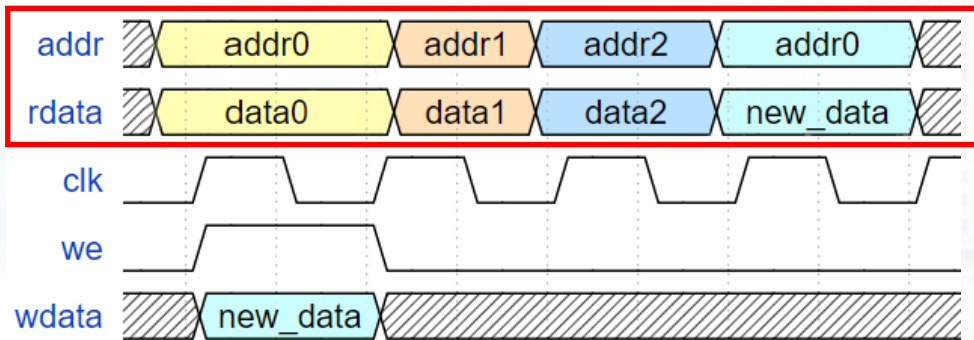 addr addr0 addr1 addr2 addr0
rdata data0 data1 data2 new_data
clk
we
wdata new_data